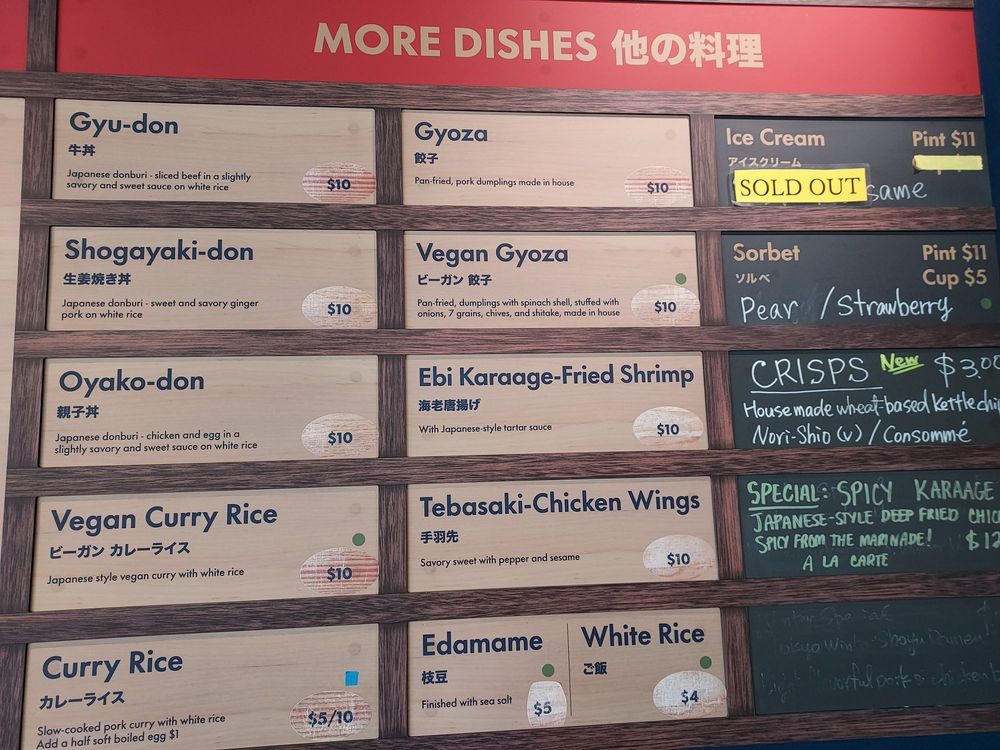 MORE DISHES 他の料理
Gyu-don
牛丼
Japanese donburi - sliced beef in a slightly
savory and sweet sauce on white rice
$10
Shogayaki-don
生姜焼き丼
Japanese donburi - sweet and savory ginger
pork on white rice
$10
Oyako-don
親子丼
Japanese donburi - chicken and egg in a
slightly savory and sweet sauce on white rice
$10
Vegan Curry Rice
ビーガン カレーライス
Japanese style vegan curry with white rice
$10
Curry Rice
カレーライス
Slow-cooked pork curry with white rice
Add a half soft boiled egg $1
$5/10
Gyoza
餃子
Pan-fried, pork dumplings made in house
$10
Vegan Gyoza
ビーガン 餃子
Pan-fried, dumplings with spinach shell, stuffed with
onions, 7 grains, chives, and shitake, made in house
$10
Ebi Karaage-Fried Shrimp
海老唐揚げ
With Japanese-style tartar sauce
$10
Tebasaki-Chicken Wings
手羽先
Savory sweet with pepper and sesame
$10
Edamame
枝豆
Finished with sea salt
$5
White Rice
ご飯
$4
Ice Cream Pint $11
アイスクリーム
SOLD OUT same
Sorbet Pint $11
ソルベ Cup $5
Pear / Strawberry
CRISPS New $3.00
Housemade wheat-based Kettle chi
Nori-Shio (v) / Consommé
SPECIAL: SPICY KARAAGE
JAPANESE-STYLE DEEP FRIED CHIC
SPICY FROM THE MARINADE! $12
A LA CARTE